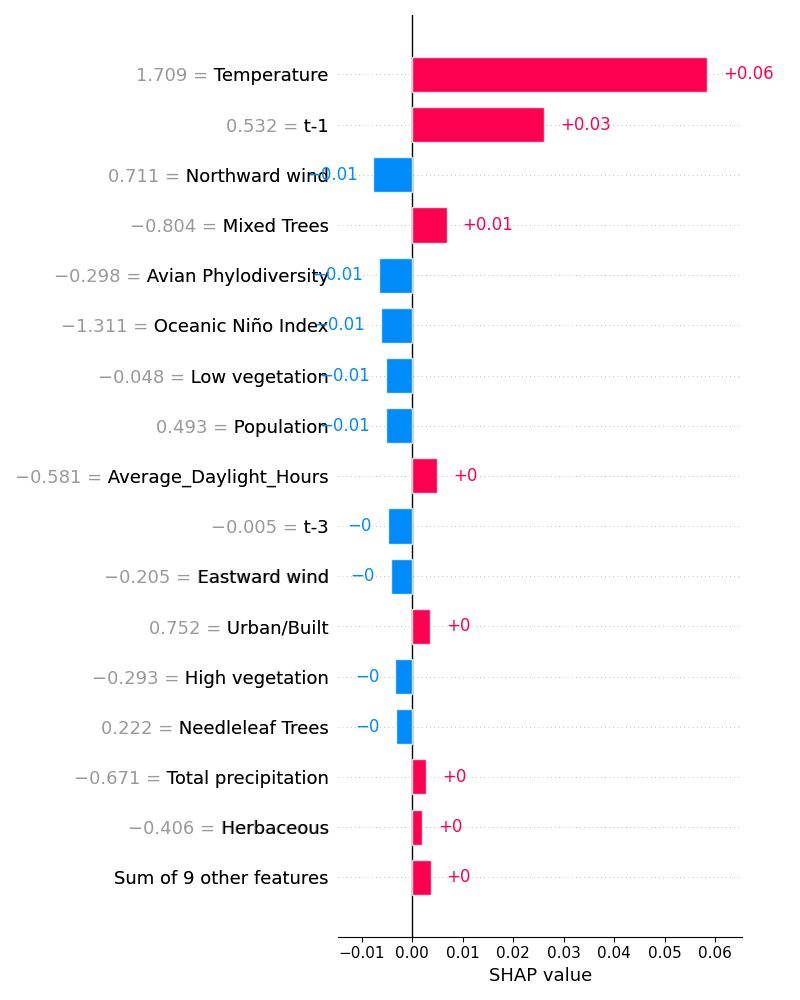 1.709 = Temperature +0.06
0.532 = t-1 +0.03
0.711 = Northward wind −0.01
−0.804 = Mixed Trees +0.01
−0.298 = Avian Phylodiversity −0.01
−1.311 = Oceanic Niño Index −0.01
−0.048 = Low vegetation −0.01
0.493 = Population −0.01
−0.581 = Average_Daylight_Hours +0
−0.005 = t-3 −0
−0.205 = Eastward wind −0
0.752 = Urban/Built +0
−0.293 = High vegetation −0
0.222 = Needleleaf Trees −0
−0.671 = Total precipitation +0
−0.406 = Herbaceous +0
Sum of 9 other features +0
−0.01 0.00 0.01 0.02 0.03 0.04 0.05 0.06
SHAP value